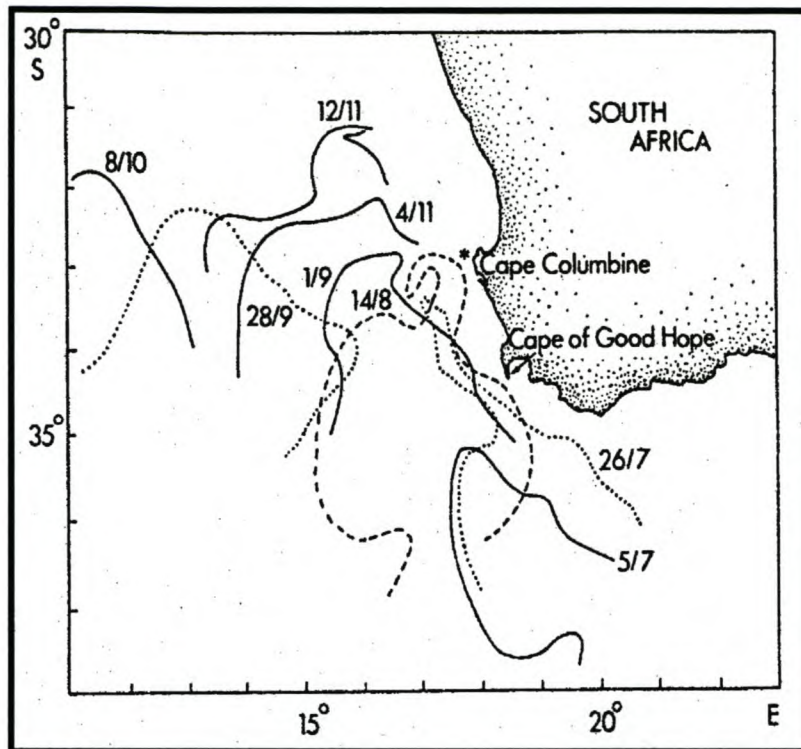 30°
S
SOUTH
AFRICA
12/11
8/10
4/11
*
Cape Columbine
1/9
28/9
14/8
Cape of Good Hope
35°
26/7
5/7
15°
20°
E